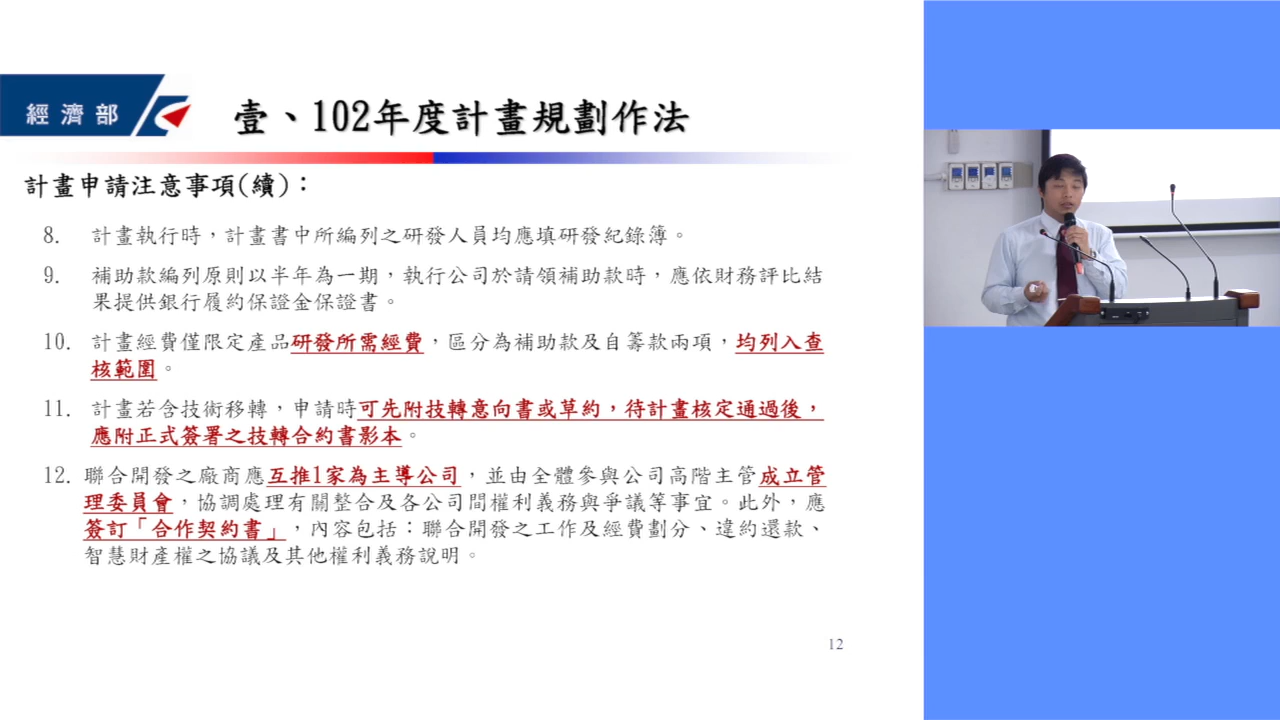 經濟部
壹、102年度計畫規劃作法
計畫申請注意事項(續)：
8. 計畫執行時，計畫書中所編列之研發人員均應填研發紀錄簿。
9. 補助款編列原則以半年為一期，執行公司於請領補助款時，應依財務評比結
果提供銀行履約保證金保證書。
10. 計畫經費僅限定產品研發所需經費，區分為補助款及自籌款兩項，均列入查
核範圍。
11. 計畫若含技術移轉，申請時可先附技轉意向書或草約，待計畫核定通過後，
應附正式簽署之技轉合約書影本。
12. 聯合開發之廠商應互推1家為主導公司，並由全體參與公司高階主管成立管
理委員會，協調處理有關整合及各公司間權利義務與爭議等事宜。此外，應
簽訂「合作契約書」，內容包括：聯合開發之工作及經費劃分、違約還款、
智慧財產權之協議及其他權利義務說明。
12